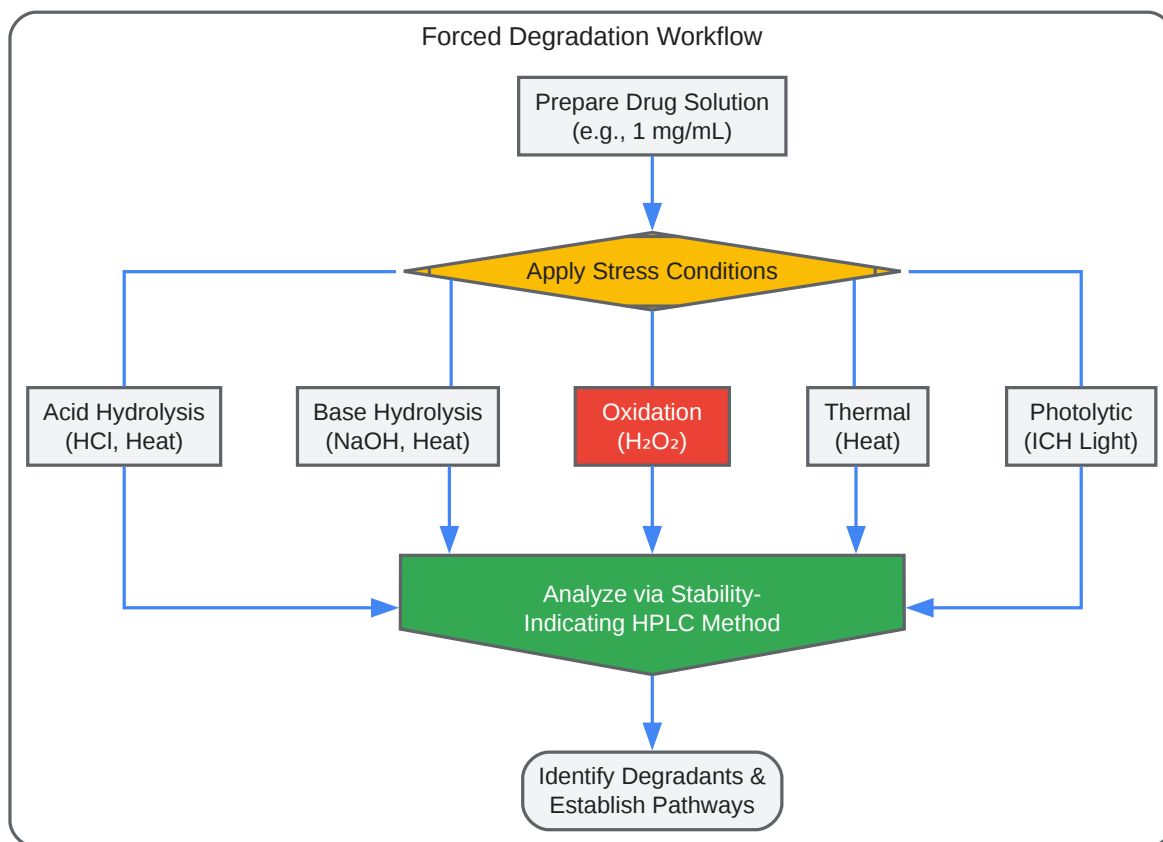 Forced Degradation Workflow
Prepare Drug Solution
(e.g., 1 mg/mL)
Apply Stress Conditions
Acid Hydrolysis
(HCl, Heat)
Base Hydrolysis
(NaOH, Heat)
Oxidation
(H₂O₂)
Thermal
(Heat)
Photolytic
(ICH Light)
Analyze via Stability-
Indicating HPLC Method
Identify Degradants &
Establish Pathways